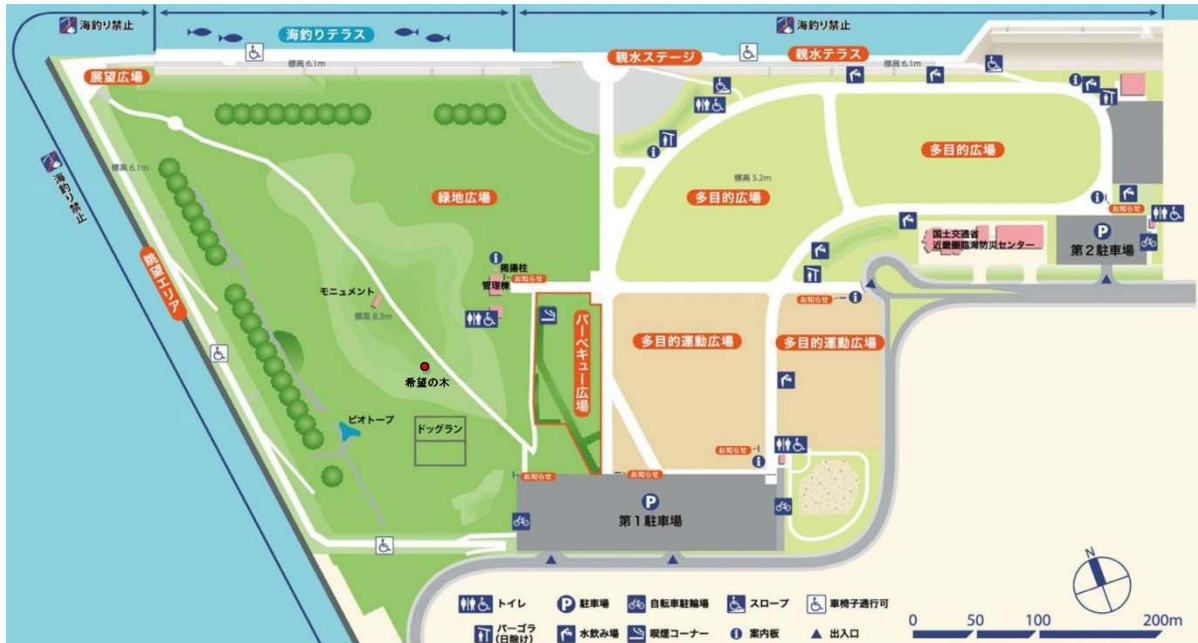 海釣り禁止
海釣りテラス
海釣り禁止
標高 6.1m
親水ステージ
親水テラス
標高 6.1m
展望広場
海釣り禁止
標高 6.1m
多目的広場
緑地広場
標高 5.2m
多目的広場
お知らせ
国土交通省
近畿圏臨海防災センター
P
第2駐車場
眺望エリア
掲揚柱
お知らせ
管理棟
モニュメント
標高 8.3m
お知らせ
バーベキュー広場
多目的運動広場
多目的運動広場
希望の木
ビオトープ
ドッグラン
お知らせ
お知らせ
お知らせ
P
第1駐車場
N
トイレ
P 駐車場
自転車駐輪場
スロープ
車椅子通行可
パーゴラ
(日除け)
水飲み場
喫煙コーナー
案内板
出入口
0 50 100 200m